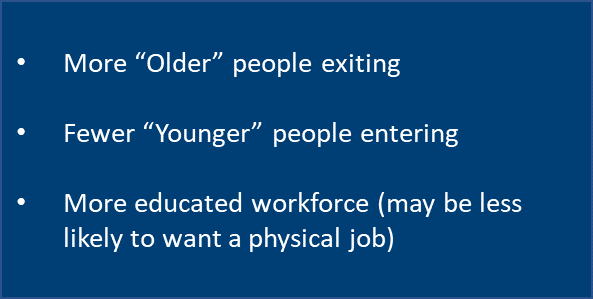 • More “Older” people exiting
• Fewer “Younger” people entering
• More educated workforce (may be less
likely to want a physical job)